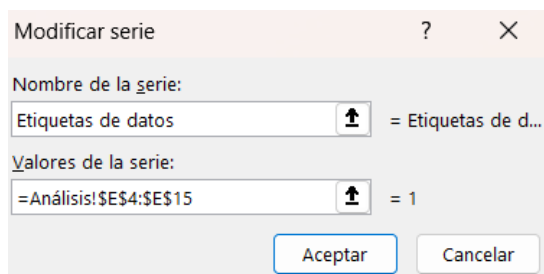 Modificar serie ? ×
Nombre de la serie:
Etiquetas de datos = Etiquetas de d...
Valores de la serie:
=Análisis!$E$4:$E$15 = 1
Aceptar Cancelar